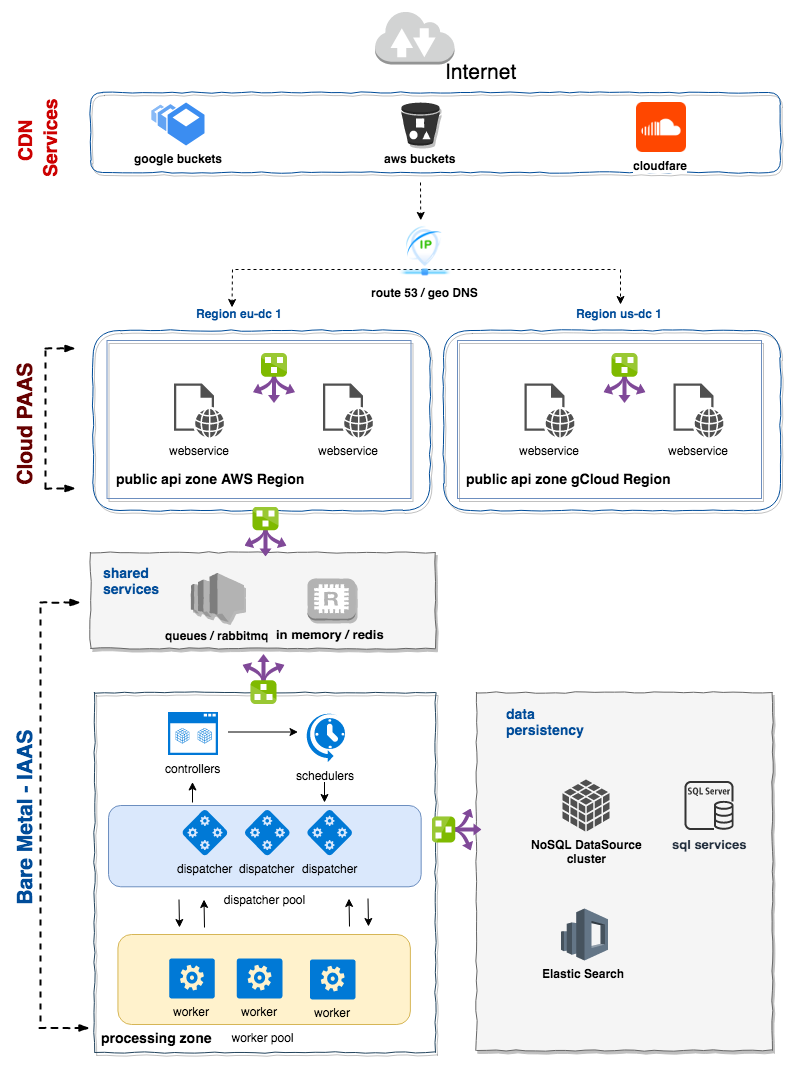 Internet
CDN
Services
google buckets
aws buckets
cloudfare
IP
route 53 / geo DNS
Region eu-dc 1
Region us-dc 1
Cloud PAAS
webservice
webservice
public api zone AWS Region
webservice
webservice
public api zone gCloud Region
shared
services
R
queues / rabbitmq
in memory / redis
Bare Metal - IAAS
controllers
schedulers
dispatcher
dispatcher
dispatcher
dispatcher pool
worker
worker
worker
processing zone
worker pool
data
persistency
NoSQL DataSource
cluster
SQL Server
sql services
Elastic Search